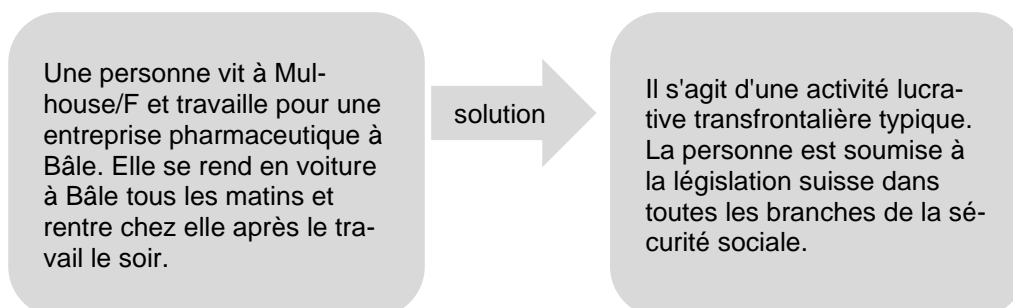 Une personne vit à Mul-
house/F et travaille pour une
entreprise pharmaceutique à
Bâle. Elle se rend en voiture
à Bâle tous les matins et
rentre chez elle après le tra-
vail le soir.
solution
Il s'agit d'une activité lucra-
tive transfrontalière typique.
La personne est soumise à
la législation suisse dans
toutes les branches de la sé-
curité sociale.